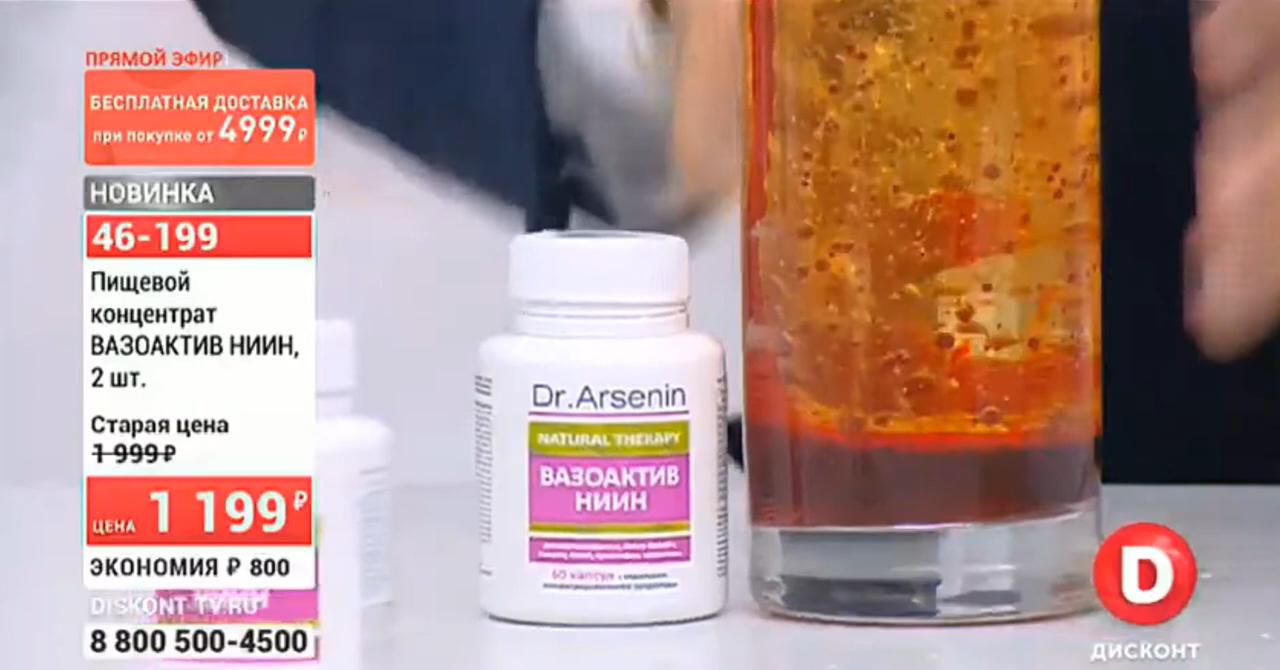 ПРЯМОЙ ЭФИР
БЕСПЛАТНАЯ ДОСТАВКА
при покупке от 4999₽
НОВИНКА
46-199
Пищевой
концентрат
ВАЗОАКТИВ НИИН,
2 шт.
Старая цена
1 999₽
ЦЕНА 1 199₽
ЭКОНОМИЯ ₽ 800
DISKONT-TV.RU
8 800 500-4500
Dr.Arsenin
NATURAL THERAPY
ВАЗОАКТИВ
НИИН
60 капсул
D
ДИСКОНТ